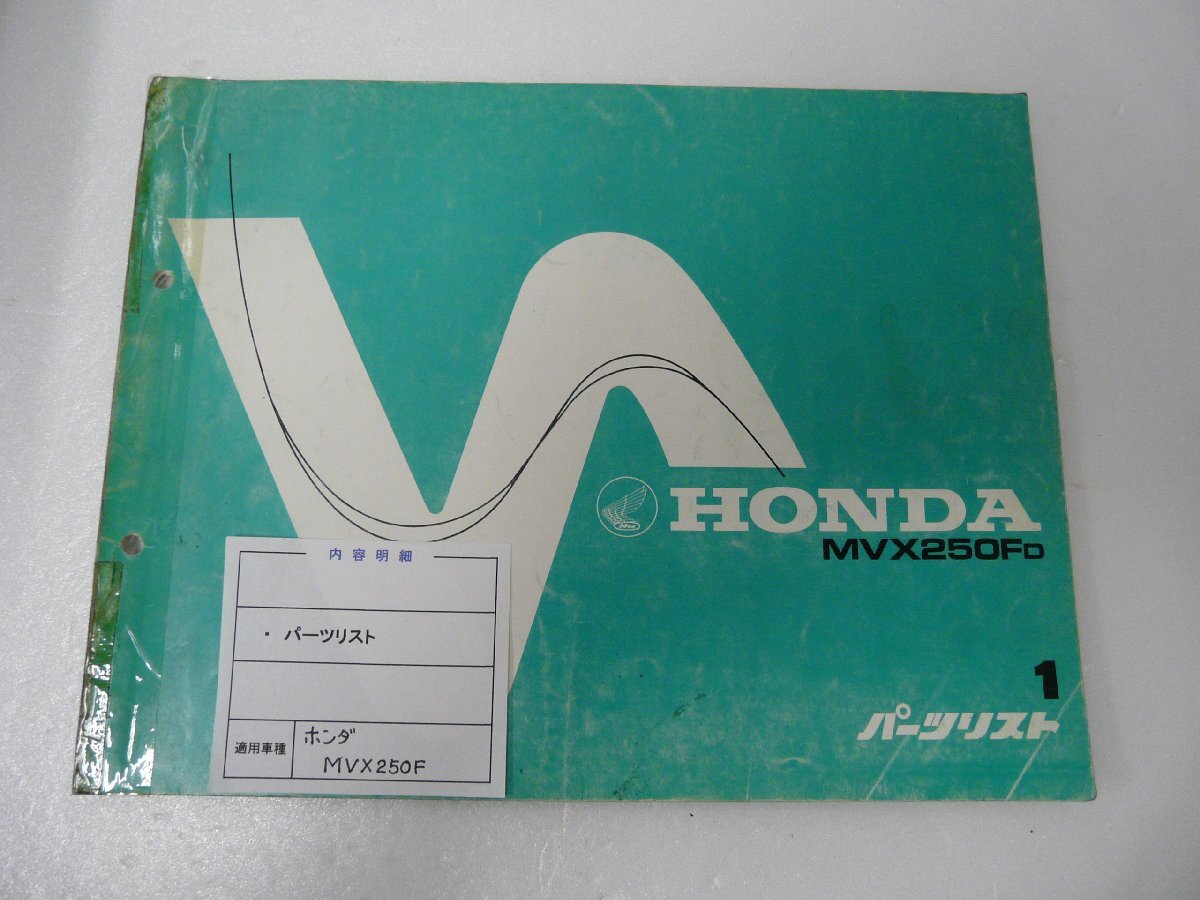 HONDA
MVX250FD
1
パーツリスト
内容明細
・ パーツリスト
適用車種
ホンダ
MVX250F